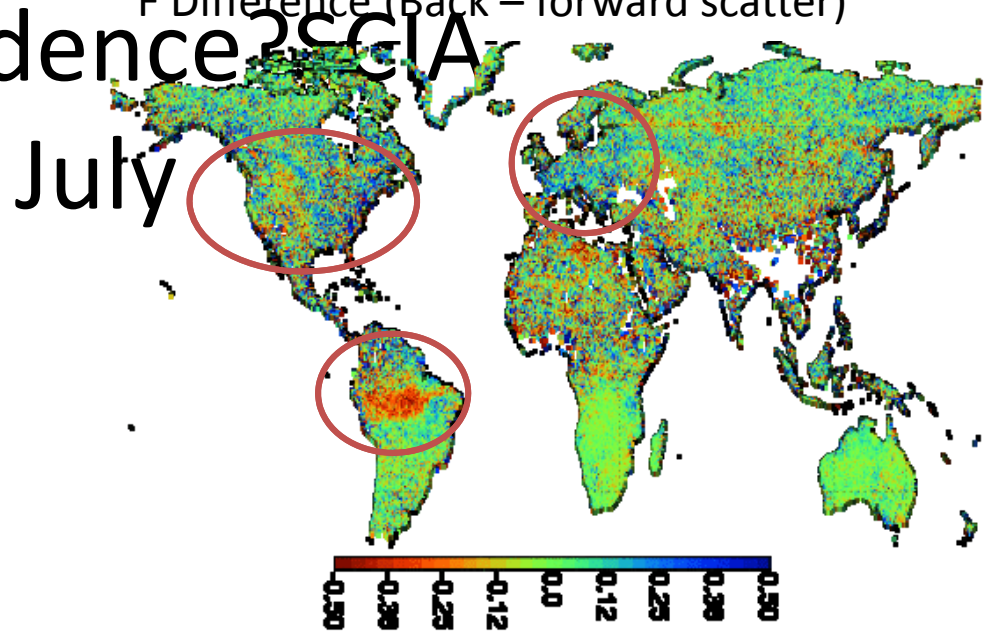 F Difference (Back – forward scatter)
dence?SCIA
July
-0.50 -0.38 -0.25 -0.12 0.0 0.12 0.25 0.38 0.50